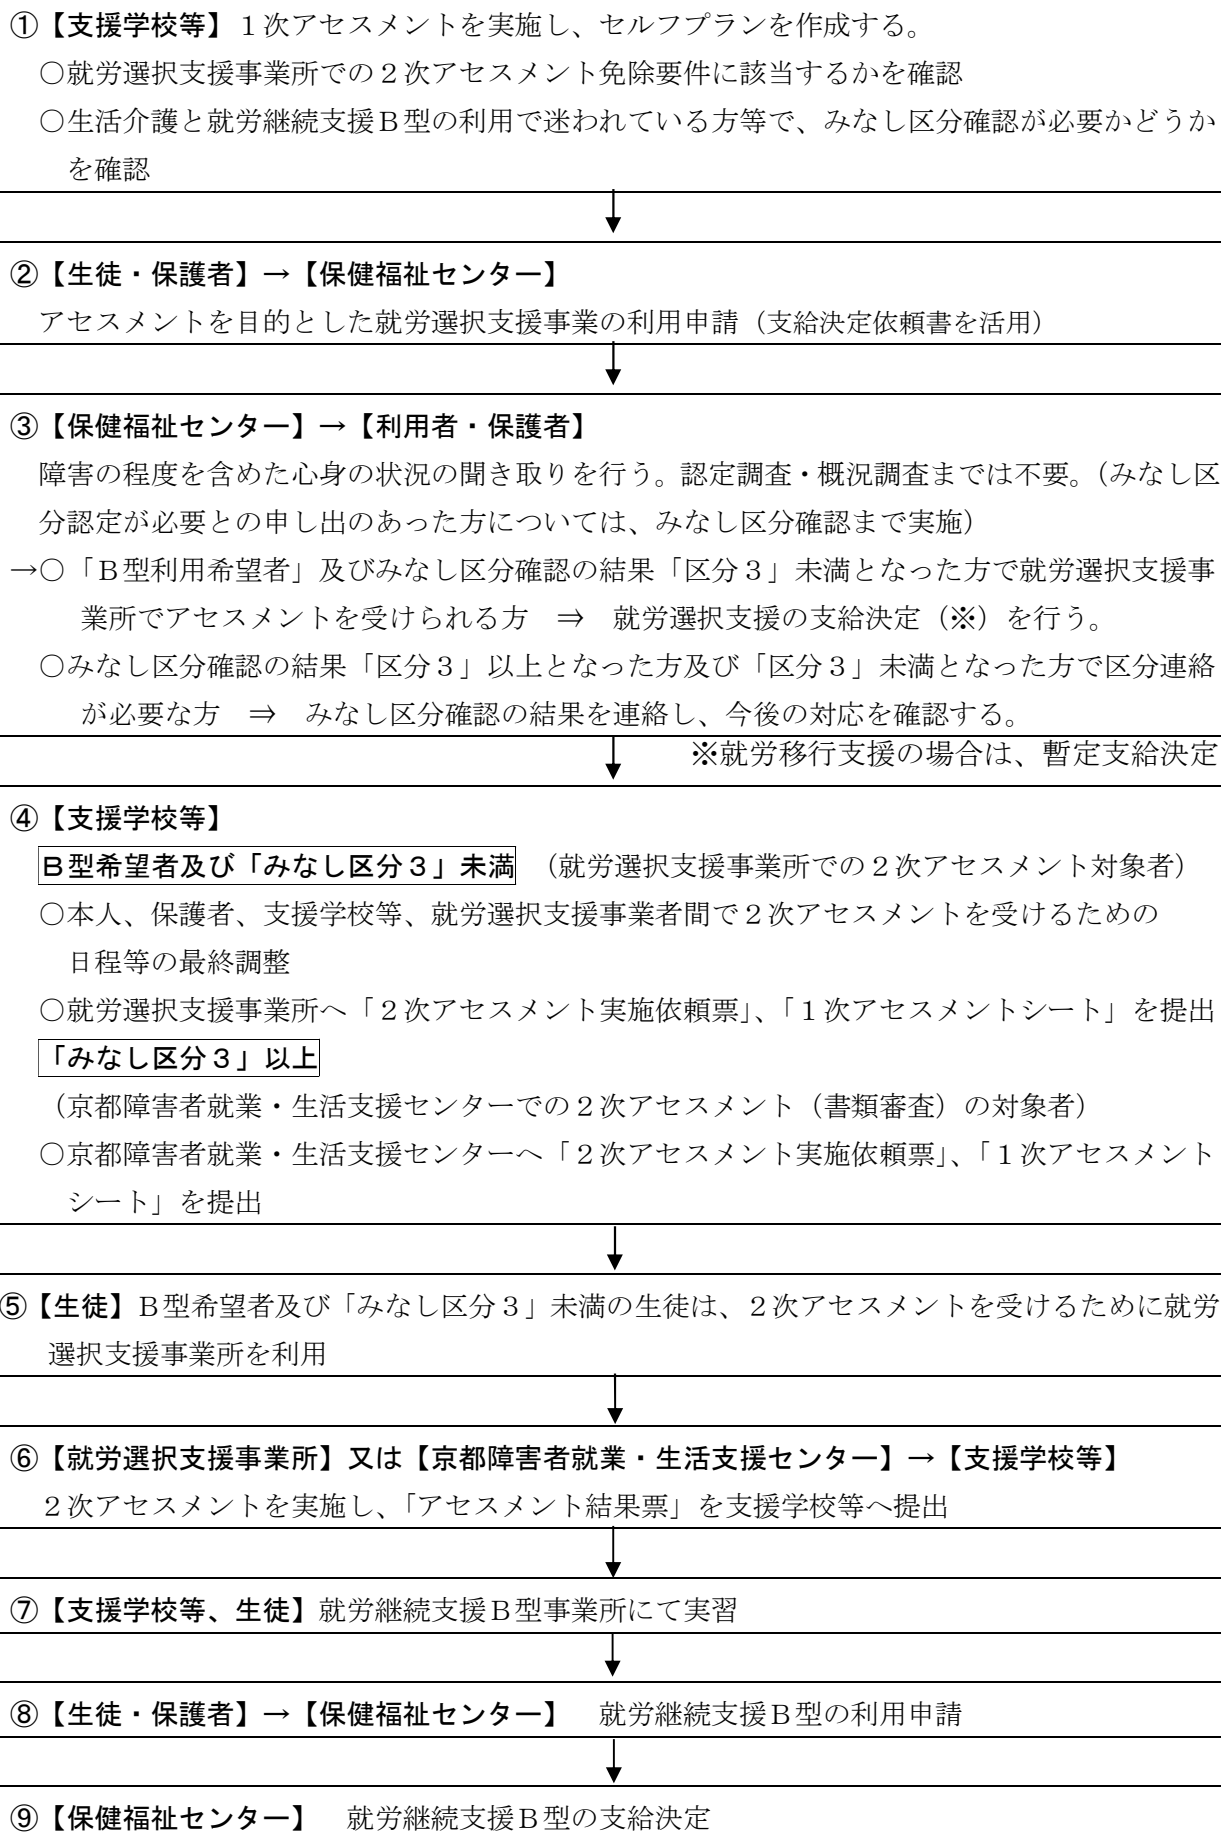 ①【支援学校等】１次アセスメントを実施し、セルフプランを作成する。
○就労選択支援事業所での２次アセスメント免除要件に該当するかを確認
○生活介護と就労継続支援Ｂ型の利用で迷われている方等で、みなし区分確認が必要かどうか
を確認
②【生徒・保護者】→【保健福祉センター】
アセスメントを目的とした就労選択支援事業の利用申請（支給決定依頼書を活用）
③【保健福祉センター】→【利用者・保護者】
障害の程度を含めた心身の状況の聞き取りを行う。認定調査・概況調査までは不要。（みなし区
分認定が必要との申し出のあった方については、みなし区分確認まで実施）
→○「Ｂ型利用希望者」及びみなし区分確認の結果「区分３」未満となった方で就労選択支援事
業所でアセスメントを受けられる方　⇒　就労選択支援の支給決定（※）を行う。
○みなし区分確認の結果「区分３」以上となった方及び「区分３」未満となった方で区分連絡
が必要な方　⇒　みなし区分確認の結果を連絡し、今後の対応を確認する。
※就労移行支援の場合は、暫定支給決定
④【支援学校等】
Ｂ型希望者及び「みなし区分３」未満　（就労選択支援事業所での２次アセスメント対象者）
○本人、保護者、支援学校等、就労選択支援事業者間で２次アセスメントを受けるための
日程等の最終調整
○就労選択支援事業所へ「２次アセスメント実施依頼票」、「１次アセスメントシート」を提出
「みなし区分３」以上
（京都障害者就業・生活支援センターでの２次アセスメント（書類審査）の対象者）
○京都障害者就業・生活支援センターへ「２次アセスメント実施依頼票」、「１次アセスメント
シート」を提出
⑤【生徒】Ｂ型希望者及び「みなし区分３」未満の生徒は、２次アセスメントを受けるために就労
選択支援事業所を利用
⑥【就労選択支援事業所】又は【京都障害者就業・生活支援センター】→【支援学校等】
２次アセスメントを実施し、「アセスメント結果票」を支援学校等へ提出
⑦【支援学校等、生徒】就労継続支援Ｂ型事業所にて実習
⑧【生徒・保護者】→【保健福祉センター】　就労継続支援Ｂ型の利用申請
⑨【保健福祉センター】　就労継続支援Ｂ型の支給決定